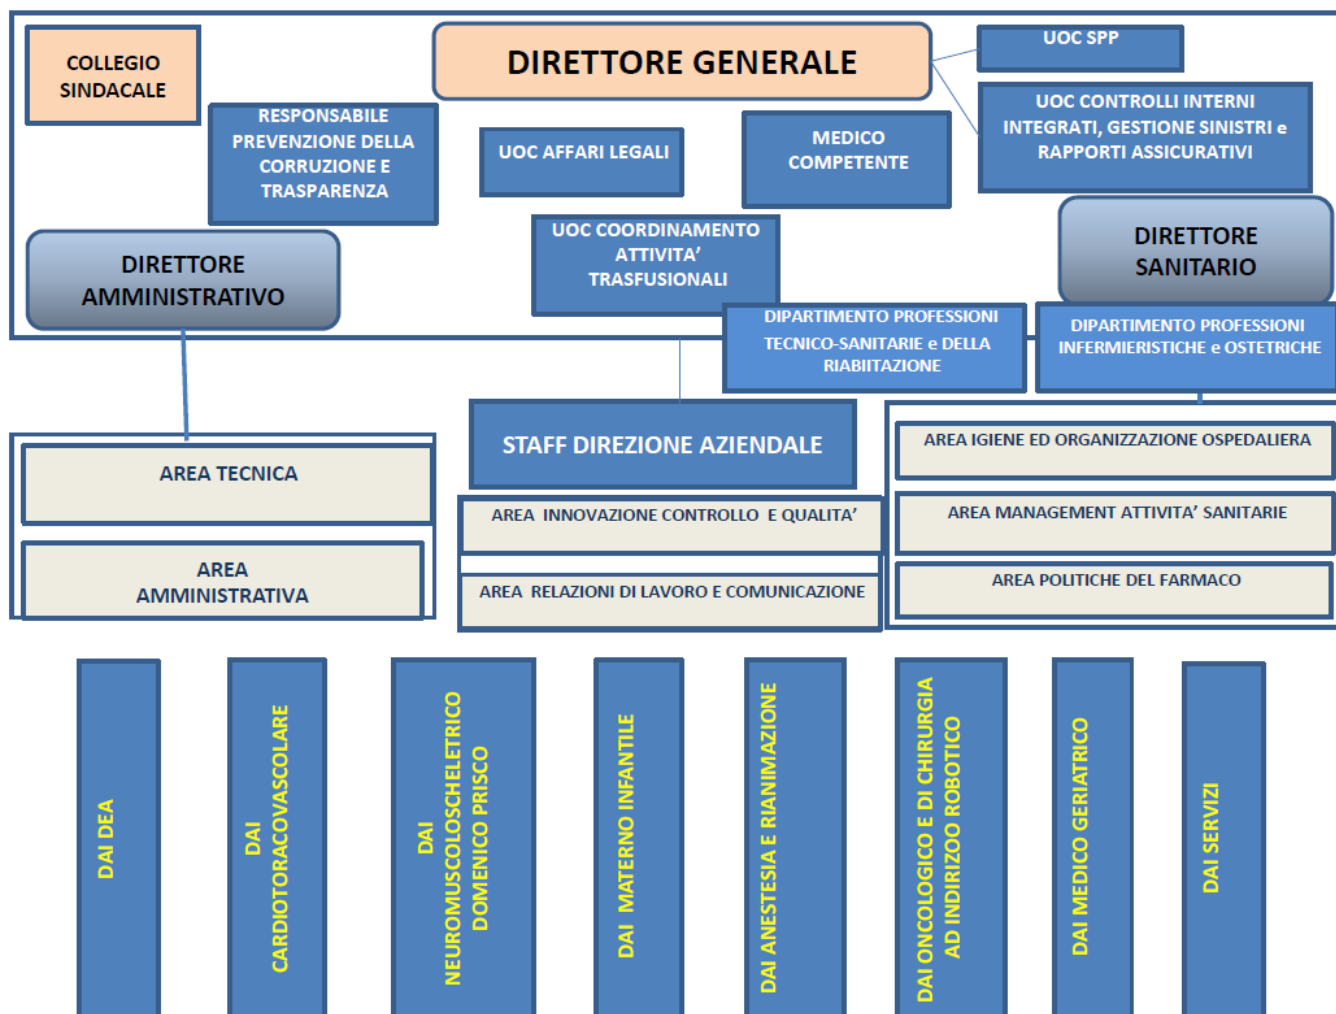 COLLEGIO
SINDACALE
DIRETTORE GENERALE
UOC SPP
UOC CONTROLLI INTERNI
INTEGRATI, GESTIONE SINISTRI e
RAPPORTI ASSICURATIVI
RESPONSABILE
PREVENZIONE DELLA
CORRUZIONE E
TRASPARENZA
UOC AFFARI LEGALI
MEDICO
COMPETENTE
DIRETTORE
AMMINISTRATIVO
UOC COORDINAMENTO
ATTIVITA’
TRASFUSIONALI
DIRETTORE
SANITARIO
DIPARTIMENTO PROFESSIONI
TECNICO-SANITARIE e DELLA
RIABIITAZIONE
DIPARTIMENTO PROFESSIONI
INFERMIERISTICHE e OSTETRICHE
AREA TECNICA
AREA
AMMINISTRATIVA
STAFF DIREZIONE AZIENDALE
AREA INNOVAZIONE CONTROLLO E QUALITA’
AREA RELAZIONI DI LAVORO E COMUNICAZIONE
AREA IGIENE ED ORGANIZZAZIONE OSPEDALIERA
AREA MANAGEMENT ATTIVITA’ SANITARIE
AREA POLITICHE DEL FARMACO
DAI DEA
DAI
CARDIOTORACOVASCOLARE
DAI
NEUROMUSCOLOSCHELETRICO
DOMENICO PRISCO
DAI MATERNO INFANTILE
DAI ANESTESIA E RIANIMAZIONE
DAI ONCOLOGICO E DI CHIRURGIA
AD INDIRIZOO ROBOTICO
DAI MEDICO GERIATRICO
DAI SERVIZI